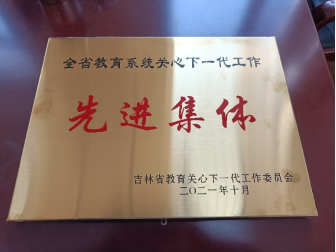 全省教育系统关心下一代工作
先进集体
吉林省教育关心下一代工作委员会
二〇二一年十月